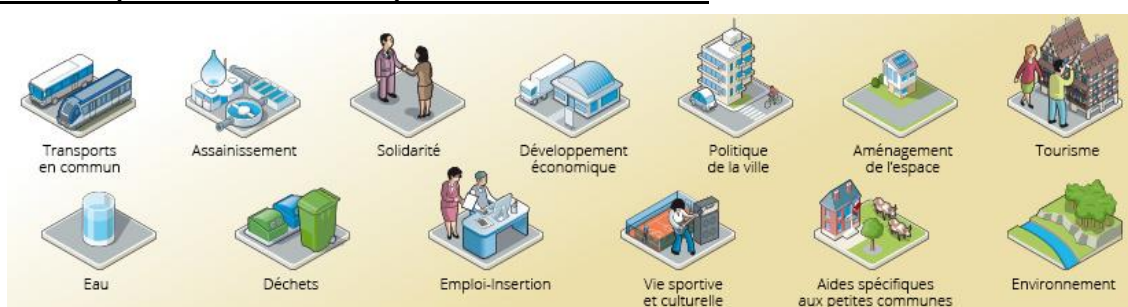 Transports
en commun
Assainissement
Solidarité
Développement
économique
Politique
de la ville
Aménagement
de l'espace
Tourisme
Eau
Déchets
Emploi-Insertion
Vie sportive
et culturelle
Aides spécifiques
aux petites communes
Environnement